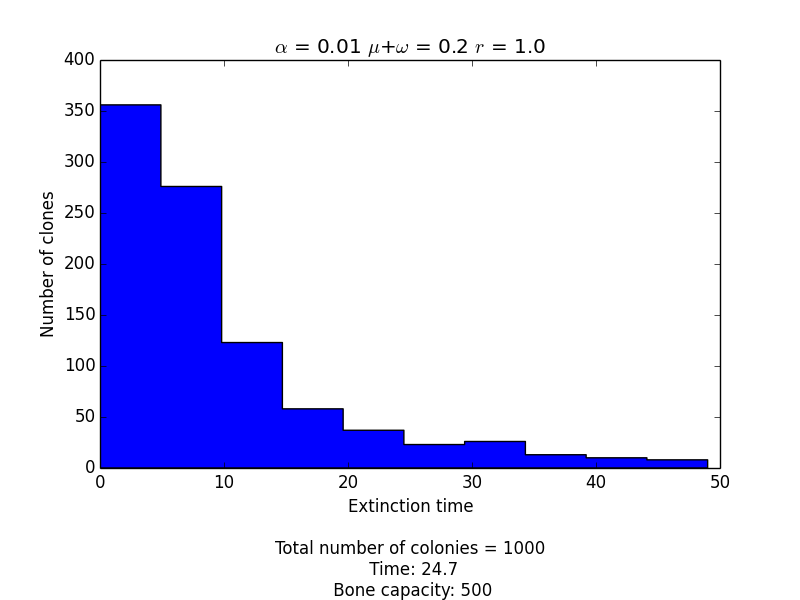 α = 0.01 μ+ω = 0.2 r = 1.0
400
350
300
250
200
150
100
50
0
Number of clones
0 10 20 30 40 50
Extinction time
Total number of colonies = 1000
Time: 24.7
Bone capacity: 500